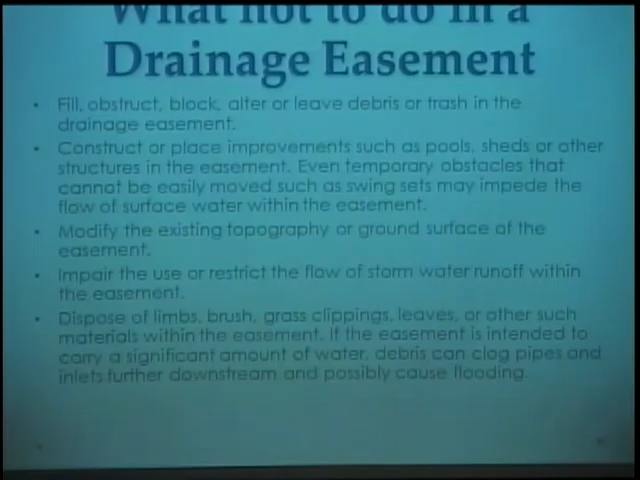 What not to do in a
Drainage Easement
• Fill, obstruct, block, alter or leave debris or trash in the
drainage easement.
• Construct or place improvements such as pools, sheds or other
structures in the easement. Even temporary obstacles that
cannot be easily moved such as swing sets may impede the
flow of surface water within the easement.
• Modify the existing topography or ground surface of the
easement.
• Impair the use or restrict the flow of storm water runoff within
the easement.
• Dispose of limbs, brush, grass clippings, leaves, or other such
materials within the easement. If the easement is intended to
carry a significant amount of water, debris can clog pipes and
inlets further downstream and possibly cause flooding.